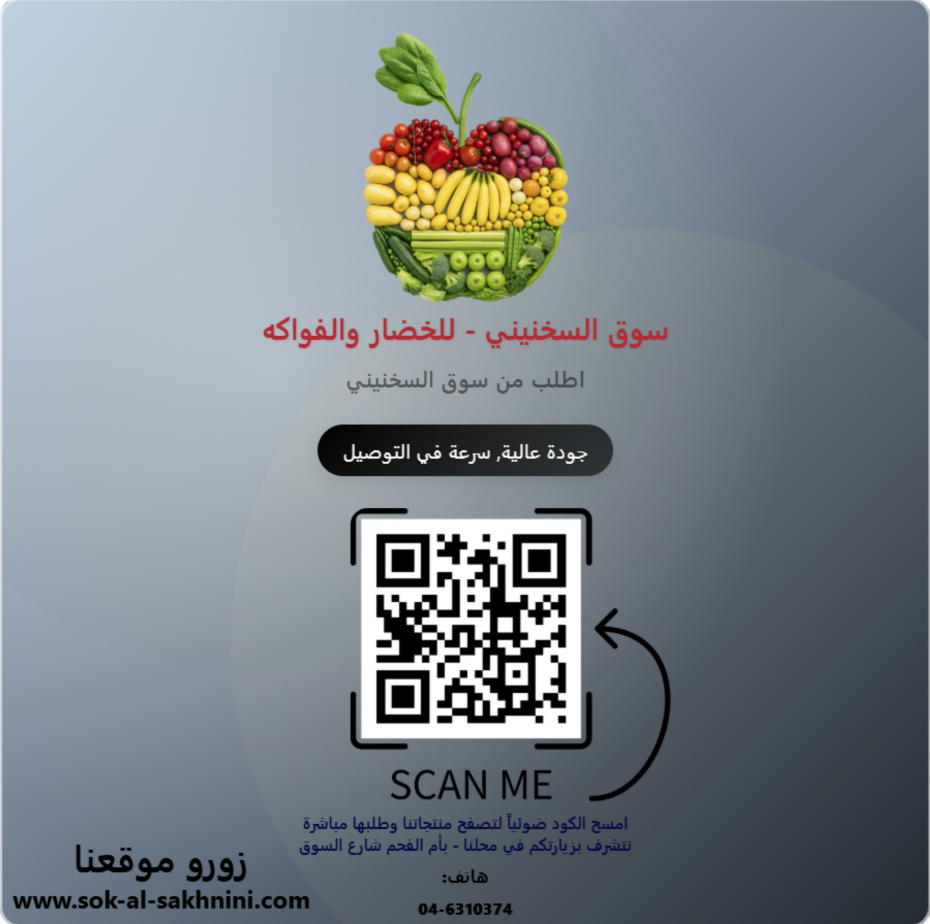 سوق السخنيني - للخضار والفواكه
اطلب من سوق السخنيني
جودة عالية, سرعة في التوصيل
SCAN ME
امسح الكود ضوئياً لتصفح منتجاتنا وطلبها مباشرة
نتشرف بزيارتكم في محلنا - بأم الفحم شارع السوق
هاتف:
04-6310374
زورو موقعنا
www.sok-al-sakhnini.com